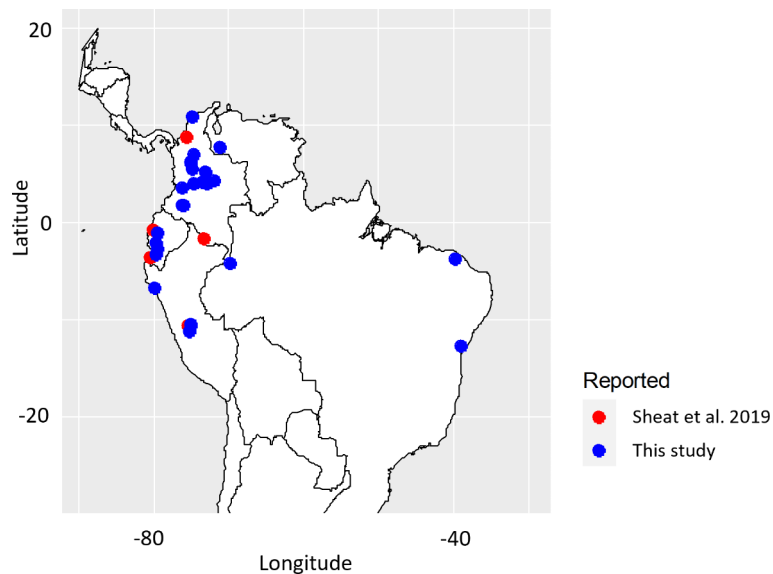 20
0
-20
Latitude
-80
-40
Longitude
Reported
Sheat et al. 2019
This study